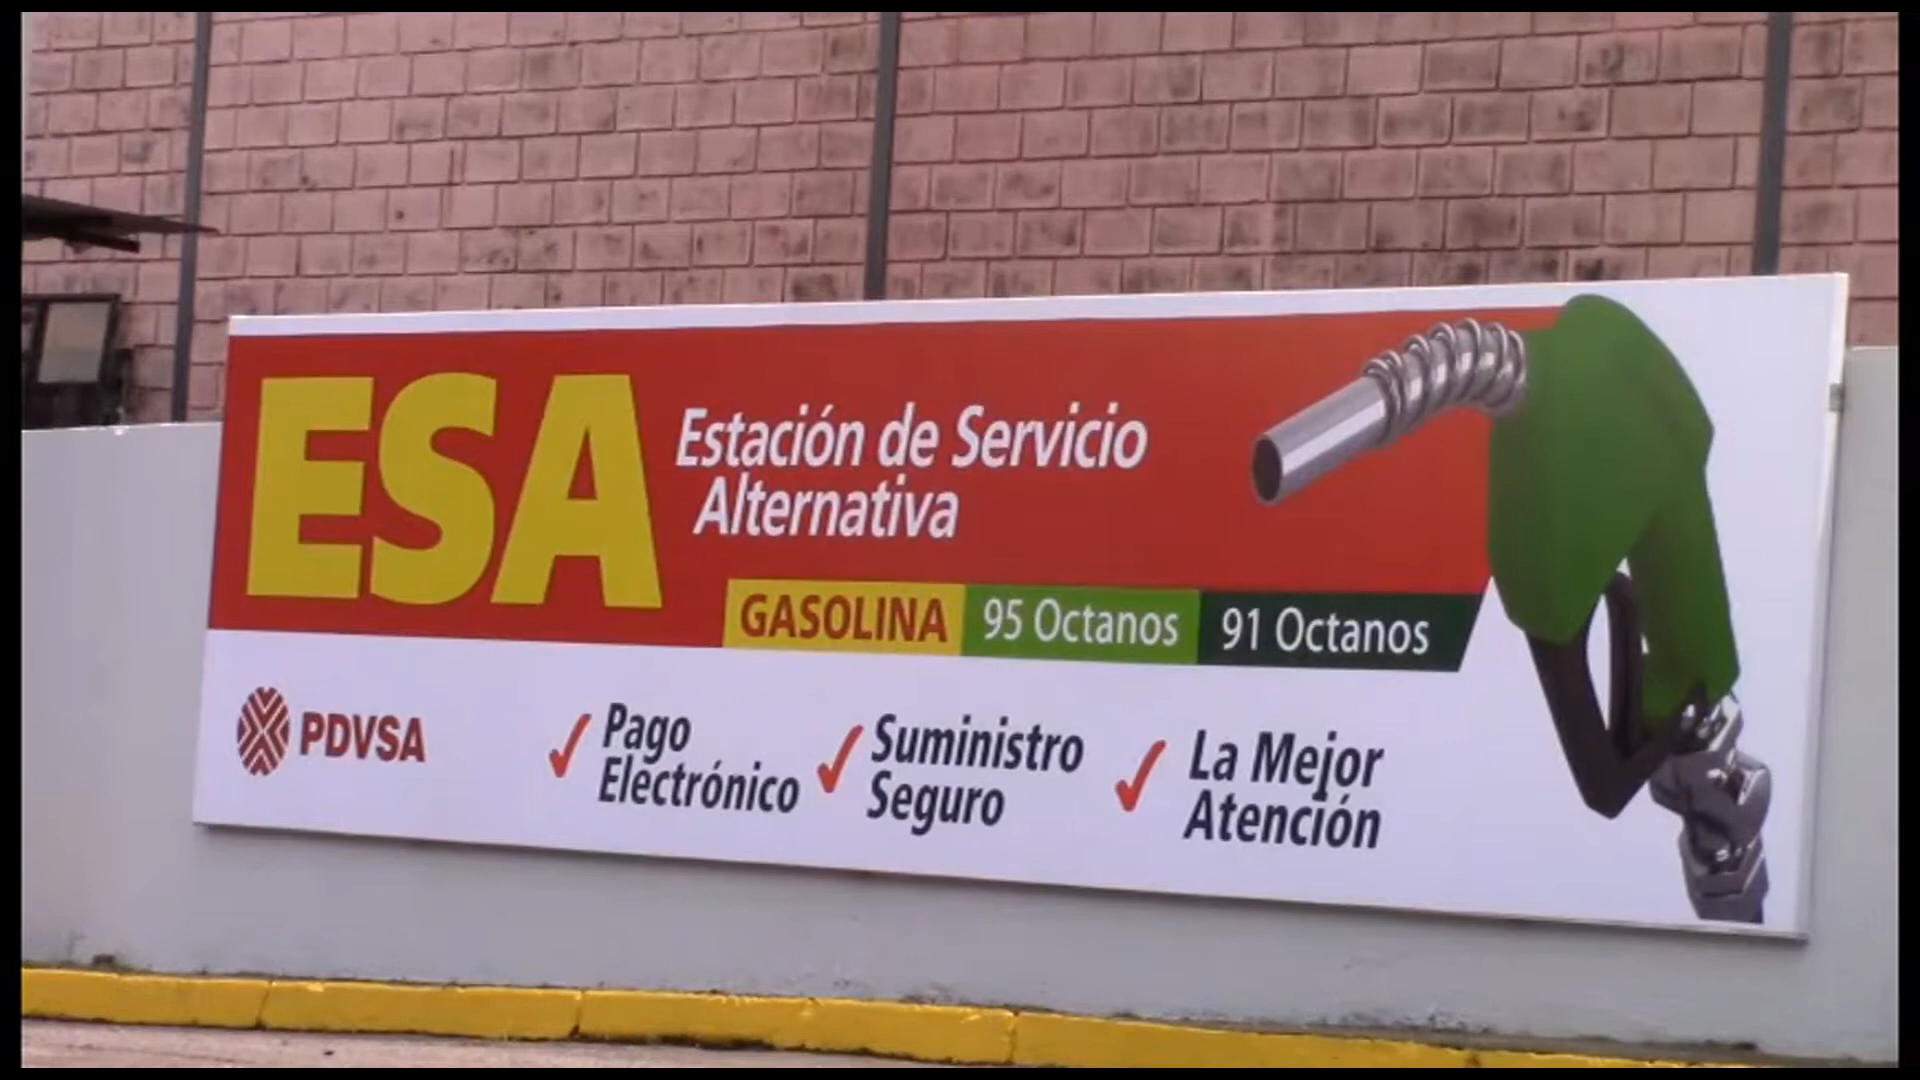 ESA
Estación de Servicio
Alternativa
GASOLINA 95 Octanos 91 Octanos
PDVSA
Pago
Electrónico
Suministro
Seguro
La Mejor
Atención